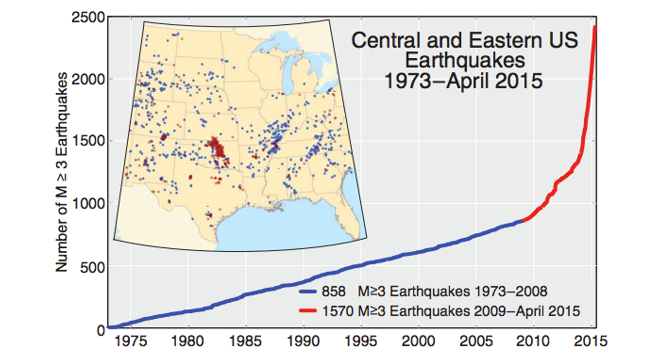 Central and Eastern US
Earthquakes
1973–April 2015
Number of M ≥ 3 Earthquakes
2500
2000
1500
1000
500
0
858 M≥3 Earthquakes 1973–2008
1570 M≥3 Earthquakes 2009–April 2015
1975 1980 1985 1990 1995 2000 2005 2010 2015